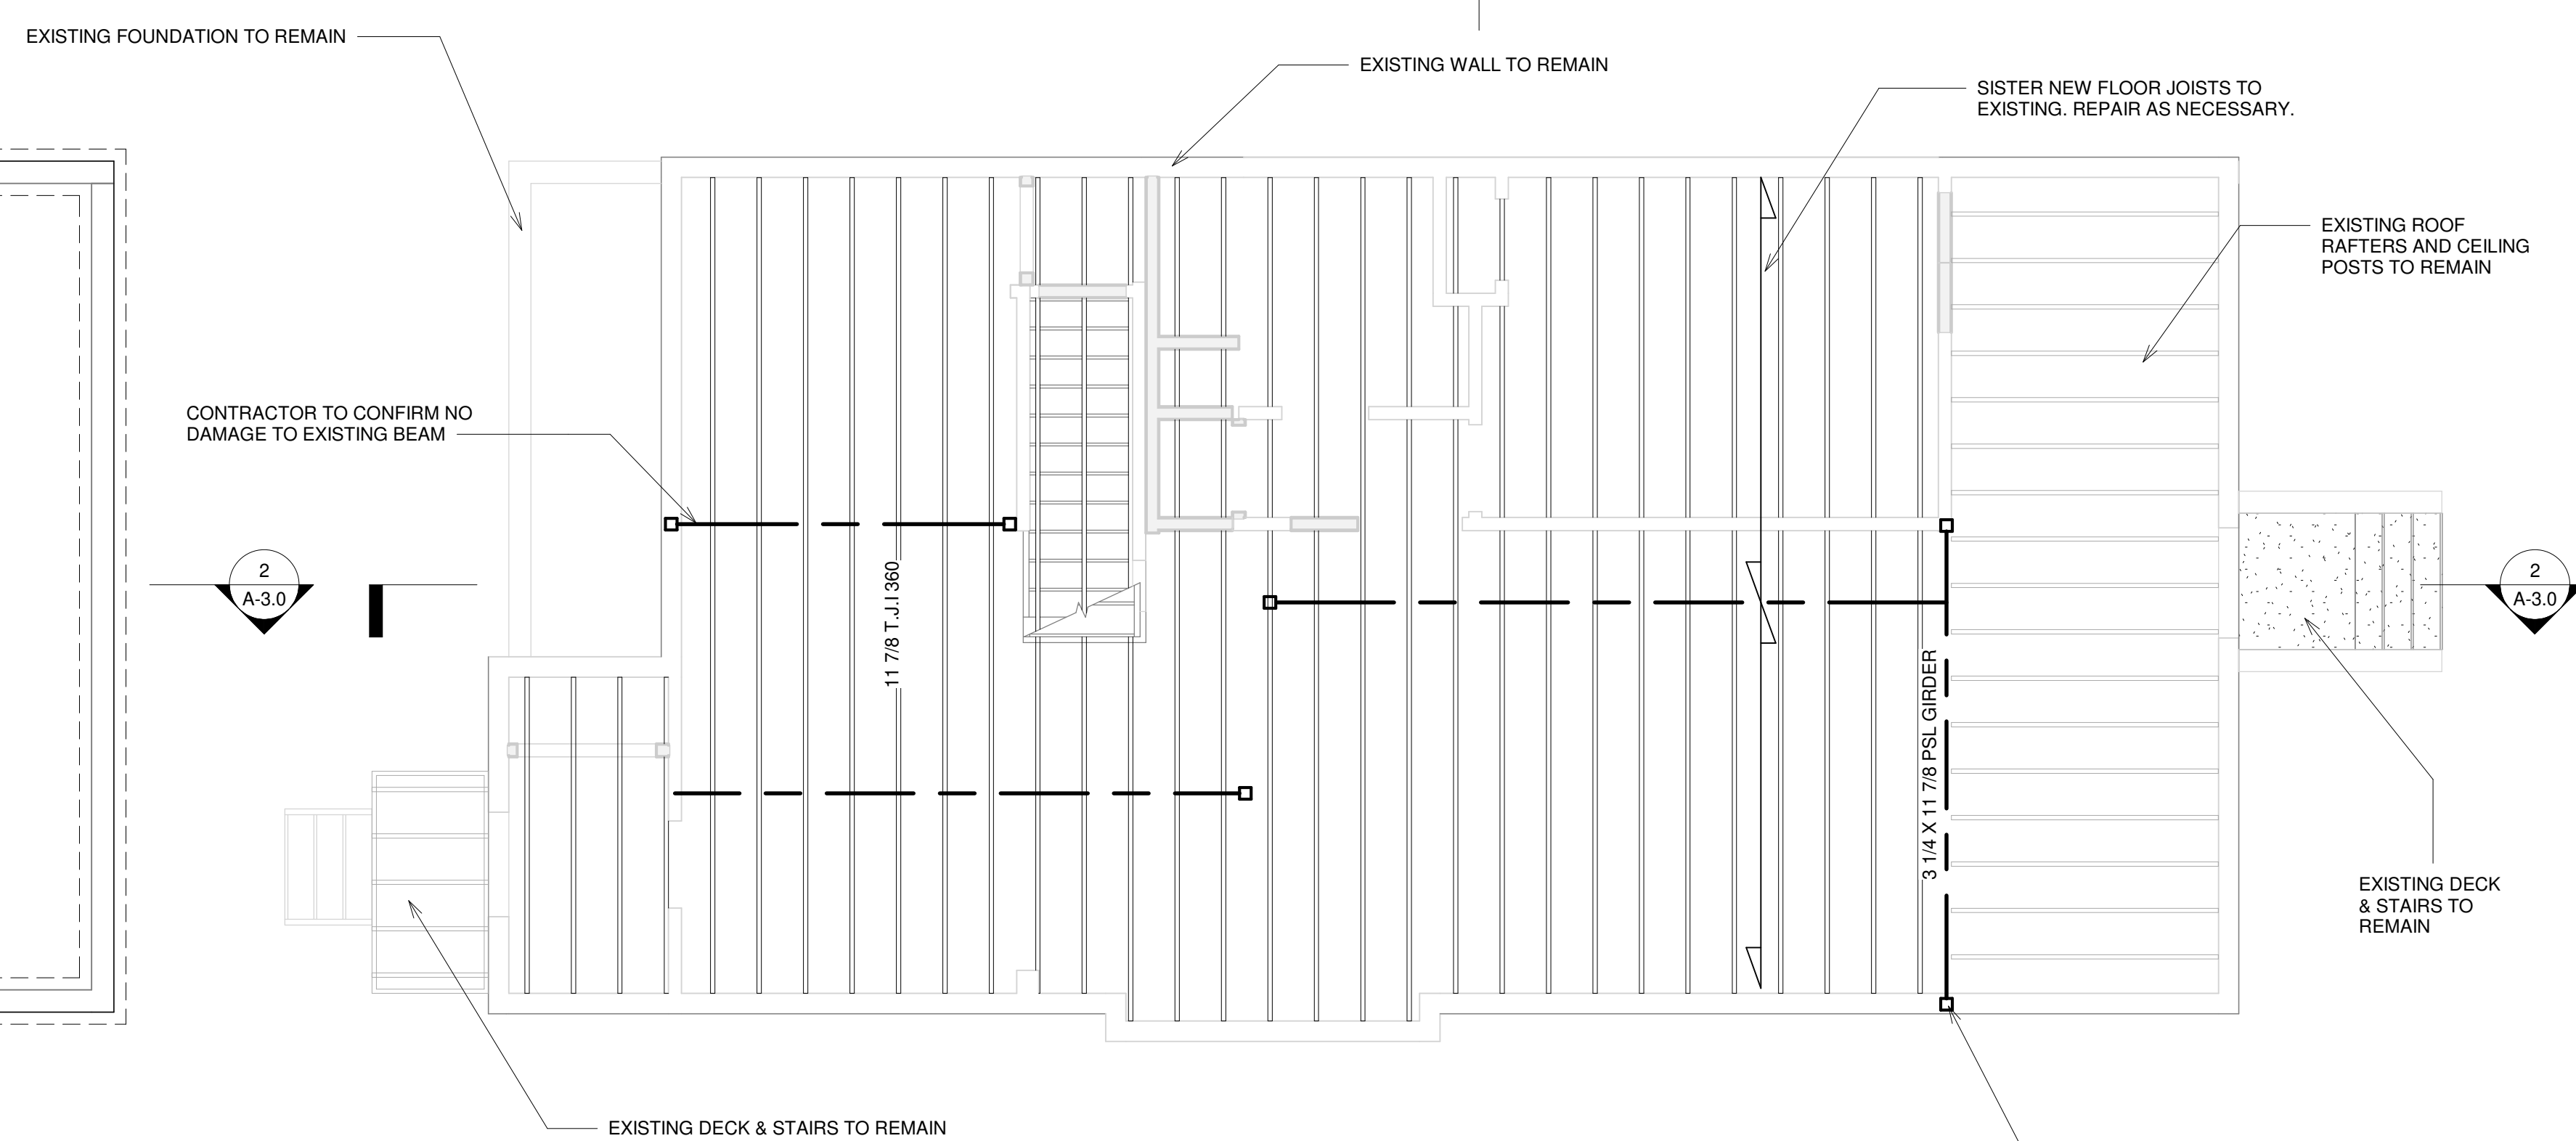 EXISTING FOUNDATION TO REMAIN
EXISTING WALL TO REMAIN
SISTER NEW FLOOR JOISTS TO
EXISTING. REPAIR AS NECESSARY.
EXISTING ROOF
RAFTERS AND CEILING
POSTS TO REMAIN
CONTRACTOR TO CONFIRM NO
DAMAGE TO EXISTING BEAM
2
A-3.0
11 7/8 T.J.I 360
3 1/4 X 11 7/8 PSL GIRDER
2
A-3.0
EXISTING DECK
& STAIRS TO
REMAIN
EXISTING DECK & STAIRS TO REMAIN